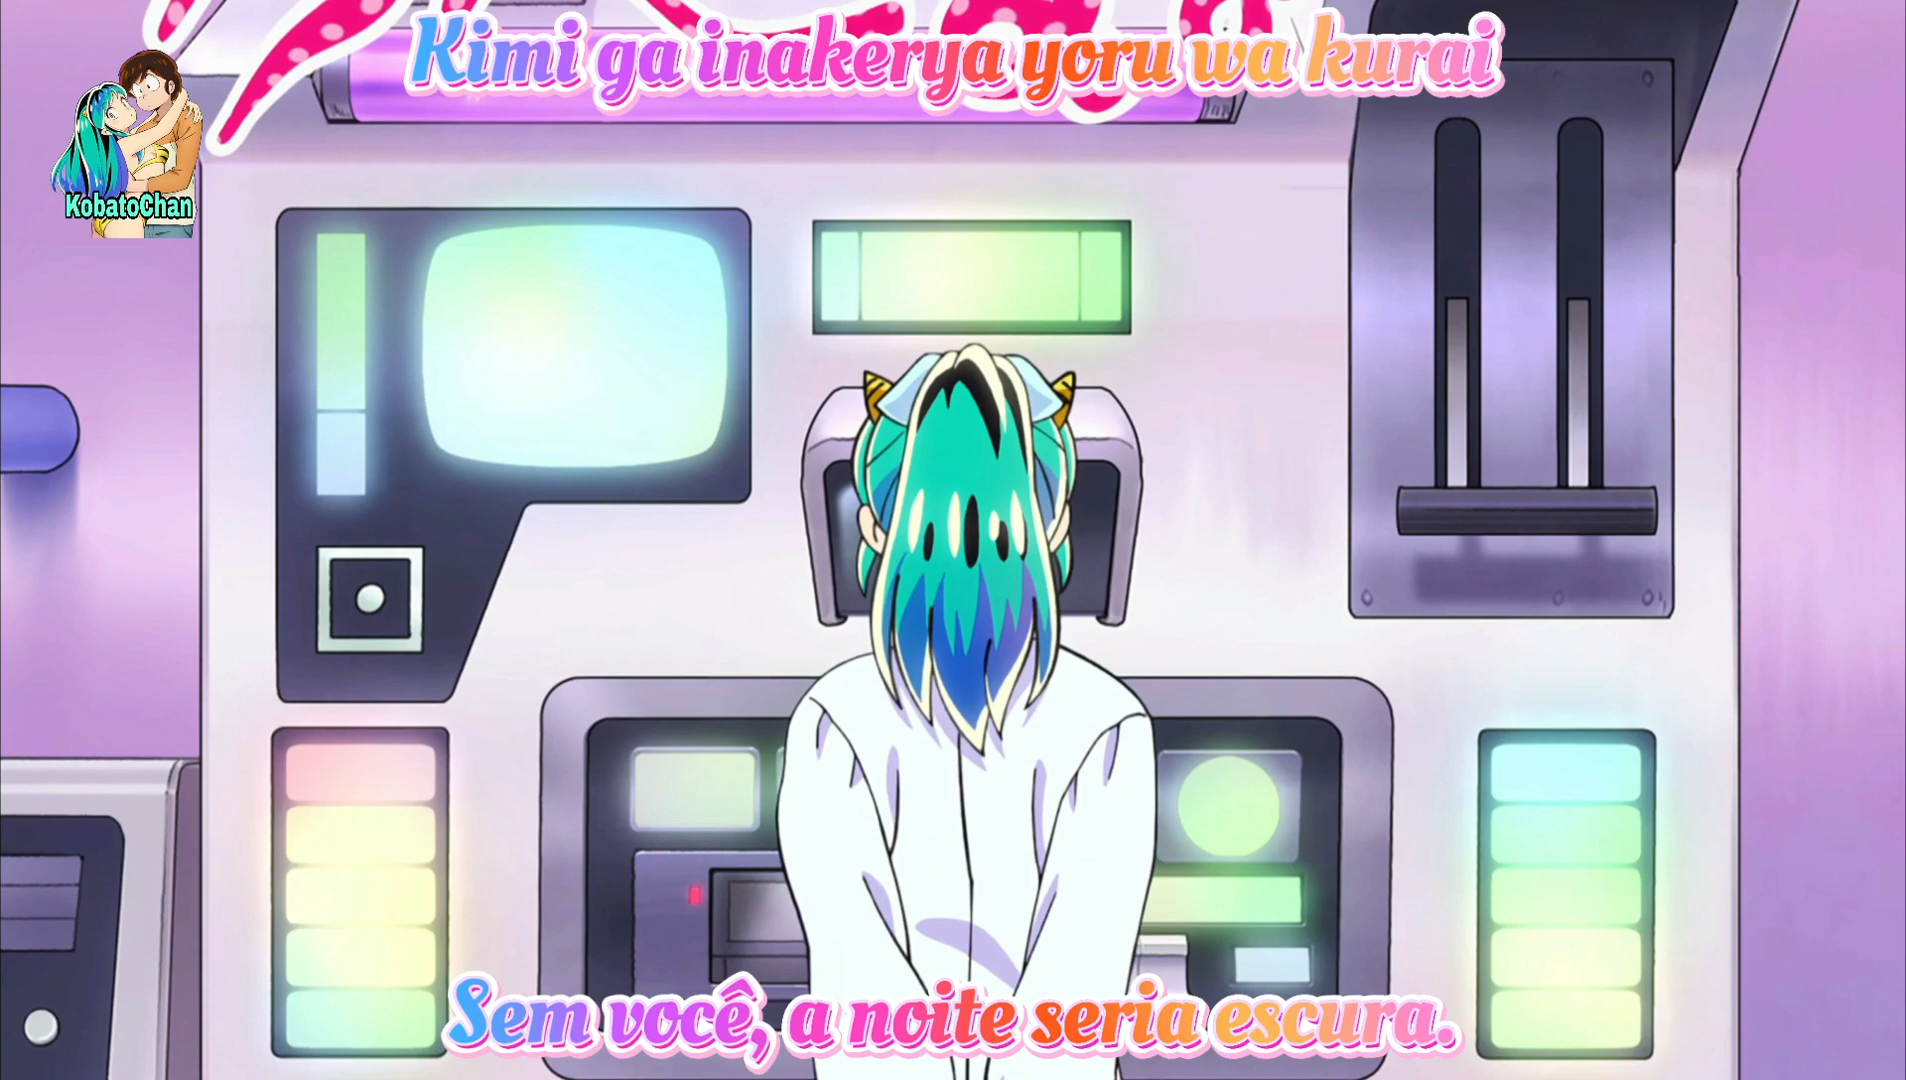 Kimi ga inakerya yoru wa kurai
KobatoChan
Sem você, a noite seria escura.